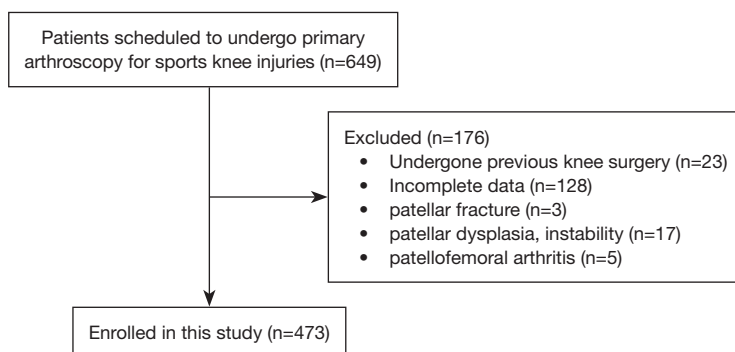 Patients scheduled to undergo primary
arthroscopy for sports knee injuries (n=649)
Excluded (n=176)
• Undergone previous knee surgery (n=23)
• Incomplete data (n=128)
• patellar fracture (n=3)
• patellar dysplasia, instability (n=17)
• patellofemoral arthritis (n=5)
Enrolled in this study (n=473)